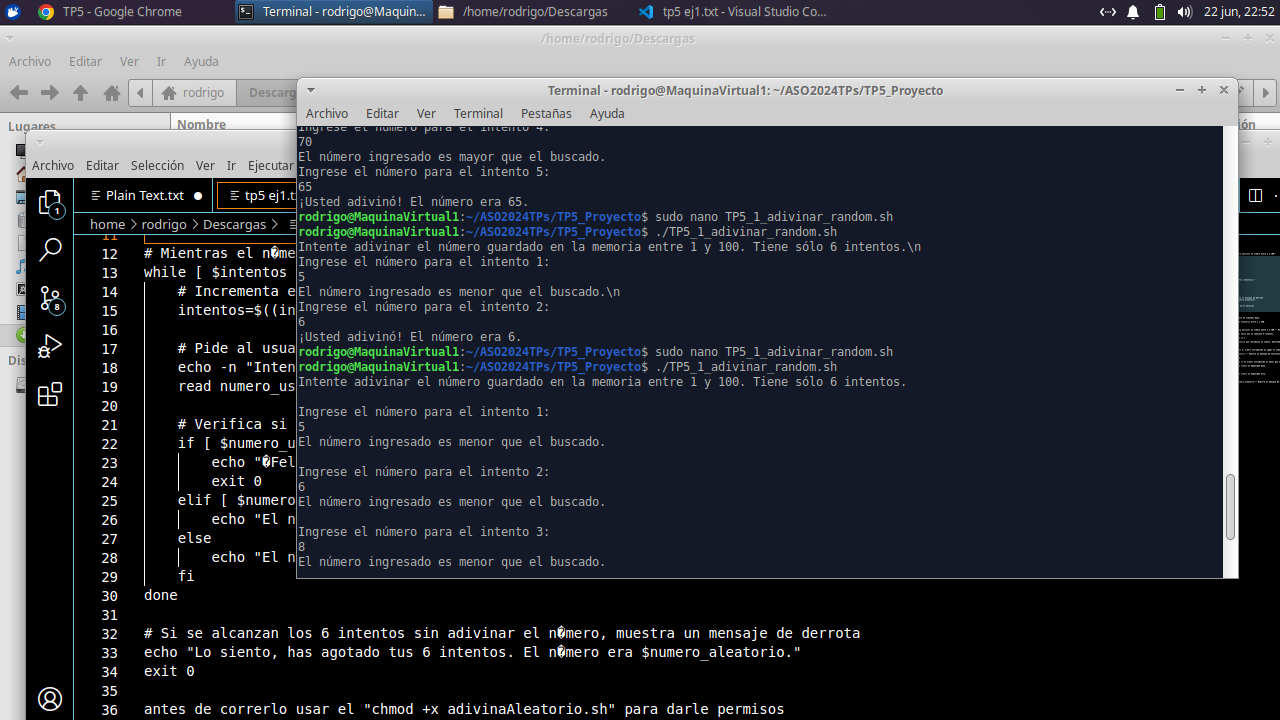 TP5 - Google Chrome
Terminal - rodrigo@Maquin...
/home/rodrigo/Descargas
tp5 ej1.txt - Visual Studio Co...
22 jun, 22:52
/home/rodrigo/Descargas
Archivo Editar Ver Ir Ayuda
rodrigo
Descarg
Lugares
Nombre
Terminal - rodrigo@MaquinaVirtual1: ~/ASO2024TPs/TP5_Proyecto
Archivo Editar Ver Terminal Pestañas Ayuda
Ingrese el número para el intento 4:
70
El número ingresado es mayor que el buscado.
Ingrese el número para el intento 5:
65
¡Usted adivinó! El número era 65.
rodrigo@MaquinaVirtual1:~/ASO2024TPs/TP5_Proyecto$ sudo nano TP5_1_adivinar_random.sh
rodrigo@MaquinaVirtual1:~/ASO2024TPs/TP5_Proyecto$ ./TP5_1_adivinar_random.sh
Intente adivinar el número guardado en la memoria entre 1 y 100. Tiene sólo 6 intentos.\n
Ingrese el número para el intento 1:
5
El número ingresado es menor que el buscado.\n
Ingrese el número para el intento 2:
6
¡Usted adivinó! El número era 6.
rodrigo@MaquinaVirtual1:~/ASO2024TPs/TP5_Proyecto$ sudo nano TP5_1_adivinar_random.sh
rodrigo@MaquinaVirtual1:~/ASO2024TPs/TP5_Proyecto$ ./TP5_1_adivinar_random.sh
Intente adivinar el número guardado en la memoria entre 1 y 100. Tiene sólo 6 intentos.
Ingrese el número para el intento 1:
5
El número ingresado es menor que el buscado.
Ingrese el número para el intento 2:
6
El número ingresado es menor que el buscado.
Ingrese el número para el intento 3:
8
El número ingresado es menor que el buscado.
Archivo Editar Selección Ver Ir Ejecutar
Plain Text.txt
tp5 ej1.t
home > rodrigo > Descargas >
1
8
11
12 # Mientras el n�me
13 while [ $intentos
14 # Incrementa e
15 intentos=$((in
16
17 # Pide al usua
18 echo -n "Inten
19 read numero_us
20
21 # Verifica si
22 if [ $numero_u
23 echo "�Fel
24 exit 0
25 elif [ $numero
26 echo "El n
27 else
28 echo "El n
29 fi
30 done
31
32 # Si se alcanzan los 6 intentos sin adivinar el n�mero, muestra un mensaje de derrota
33 echo "Lo siento, has agotado tus 6 intentos. El n�mero era $numero_aleatorio."
34 exit 0
35
36 antes de correrlo usar el "chmod +x adivinaAleatorio.sh" para darle permisos